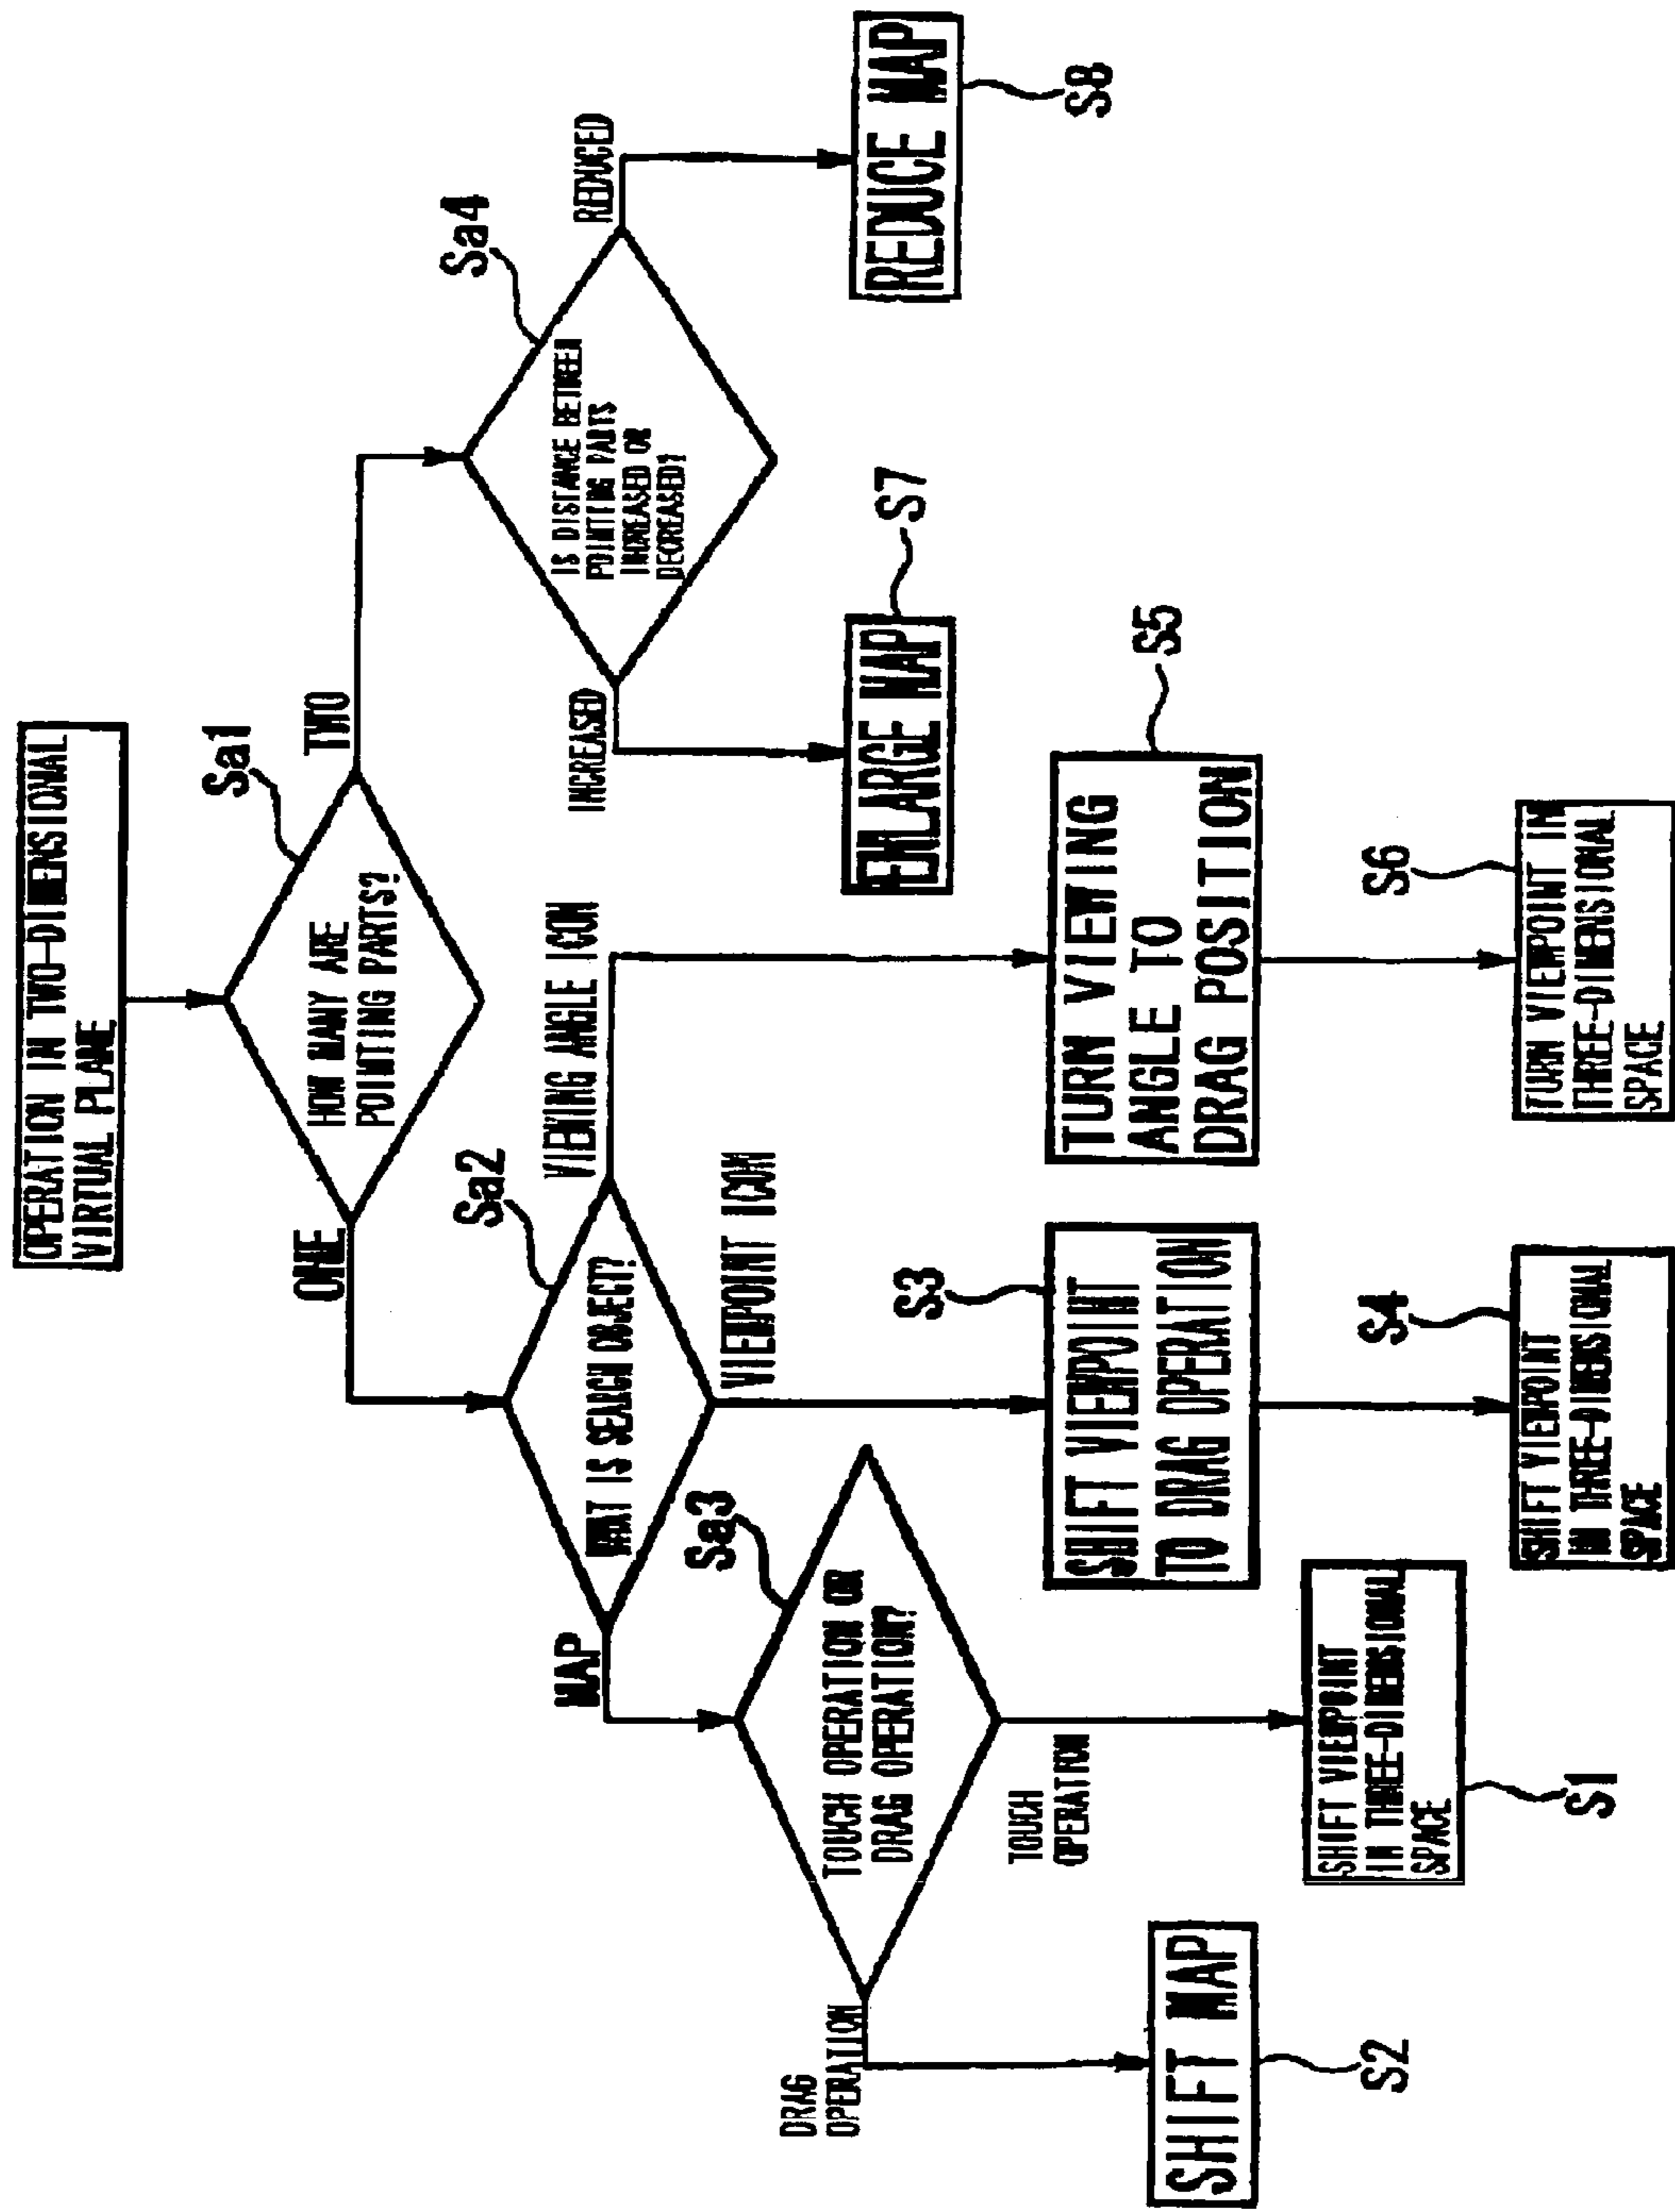 OPERATION IN TWO-DIMENSIONAL
VIRTUAL PLANE
Sa1
HOW MANY ARE
POINTING PARTS?
ONE
TWO
Sa2
WHAT IS SEARCH OBJECT?
MAP
VIEWPOINT ICON
VIEWING ANGLE ICON
Sa4
IS DISTANCE BETWEEN
POINTING PARTS
INCREASED OR
DECREASED?
INCREASED
REDUCED
Sa3
TOUCH OPERATION OR
DRAG OPERATION?
DRAG
OPERATION
TOUCH
OPERATION
SHIFT MAP
S2
SHIFT VIEWPOINT
IN THREE-DIMENSIONAL
SPACE
S1
S3
SHIFT VIEWPOINT
TO DRAG OPERATION
S4
SHIFT VIEWPOINT
IN THREE-DIMENSIONAL
SPACE
TURN VIEWING
ANGLE TO
DRAG POSITION
S5
TURN VIEWPOINT IN
THREE-DIMENSIONAL
SPACE
S6
ENLARGE MAP
S7
REDUCE MAP
S8